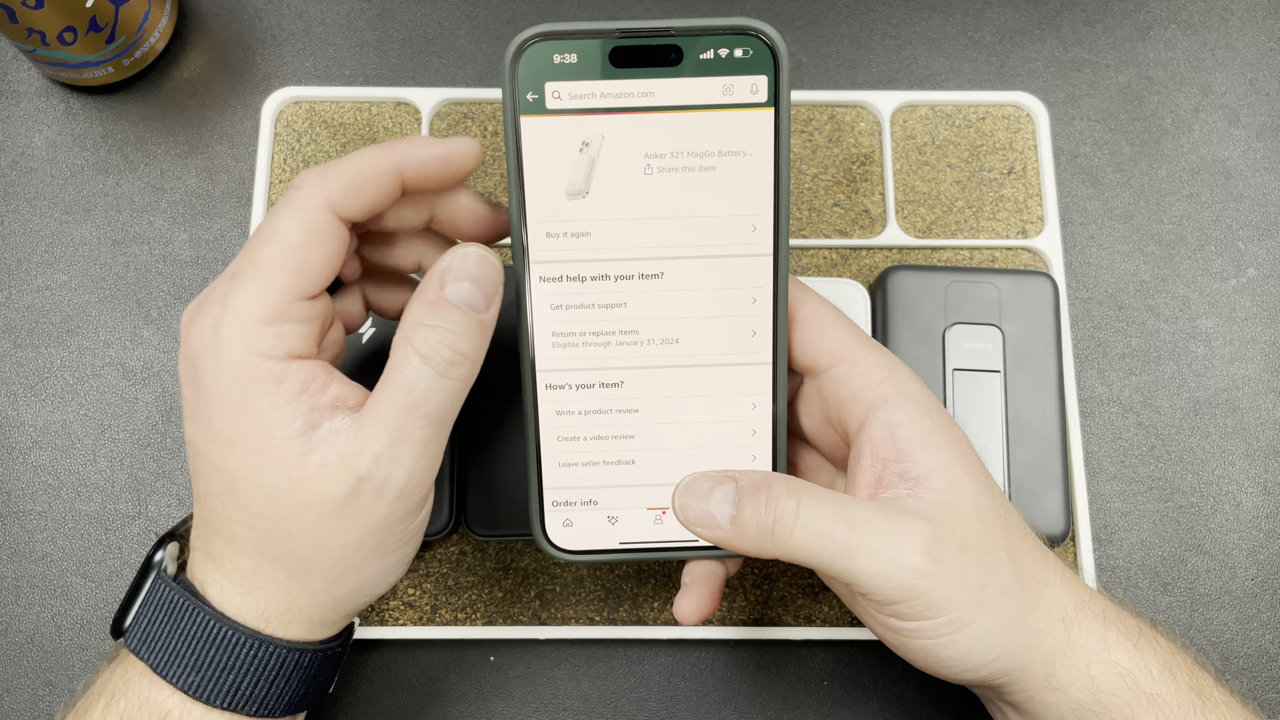 9:38
Search Amazon.com
Anker 321 MagGo Battery...
Share this item
Buy it again
Need help with your item?
Get product support
Return or replace items
Eligible through January 31, 2024
How's your item?
Write a product review
Create a video review
Leave seller feedback
Order info